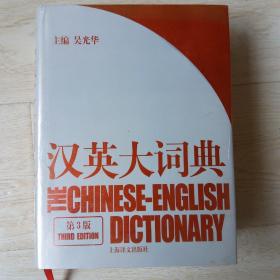 主编 吴光华
汉英大词典
THE CHINESE-ENGLISH
DICTIONARY
第3版
THIRD EDITION
上海译文出版社